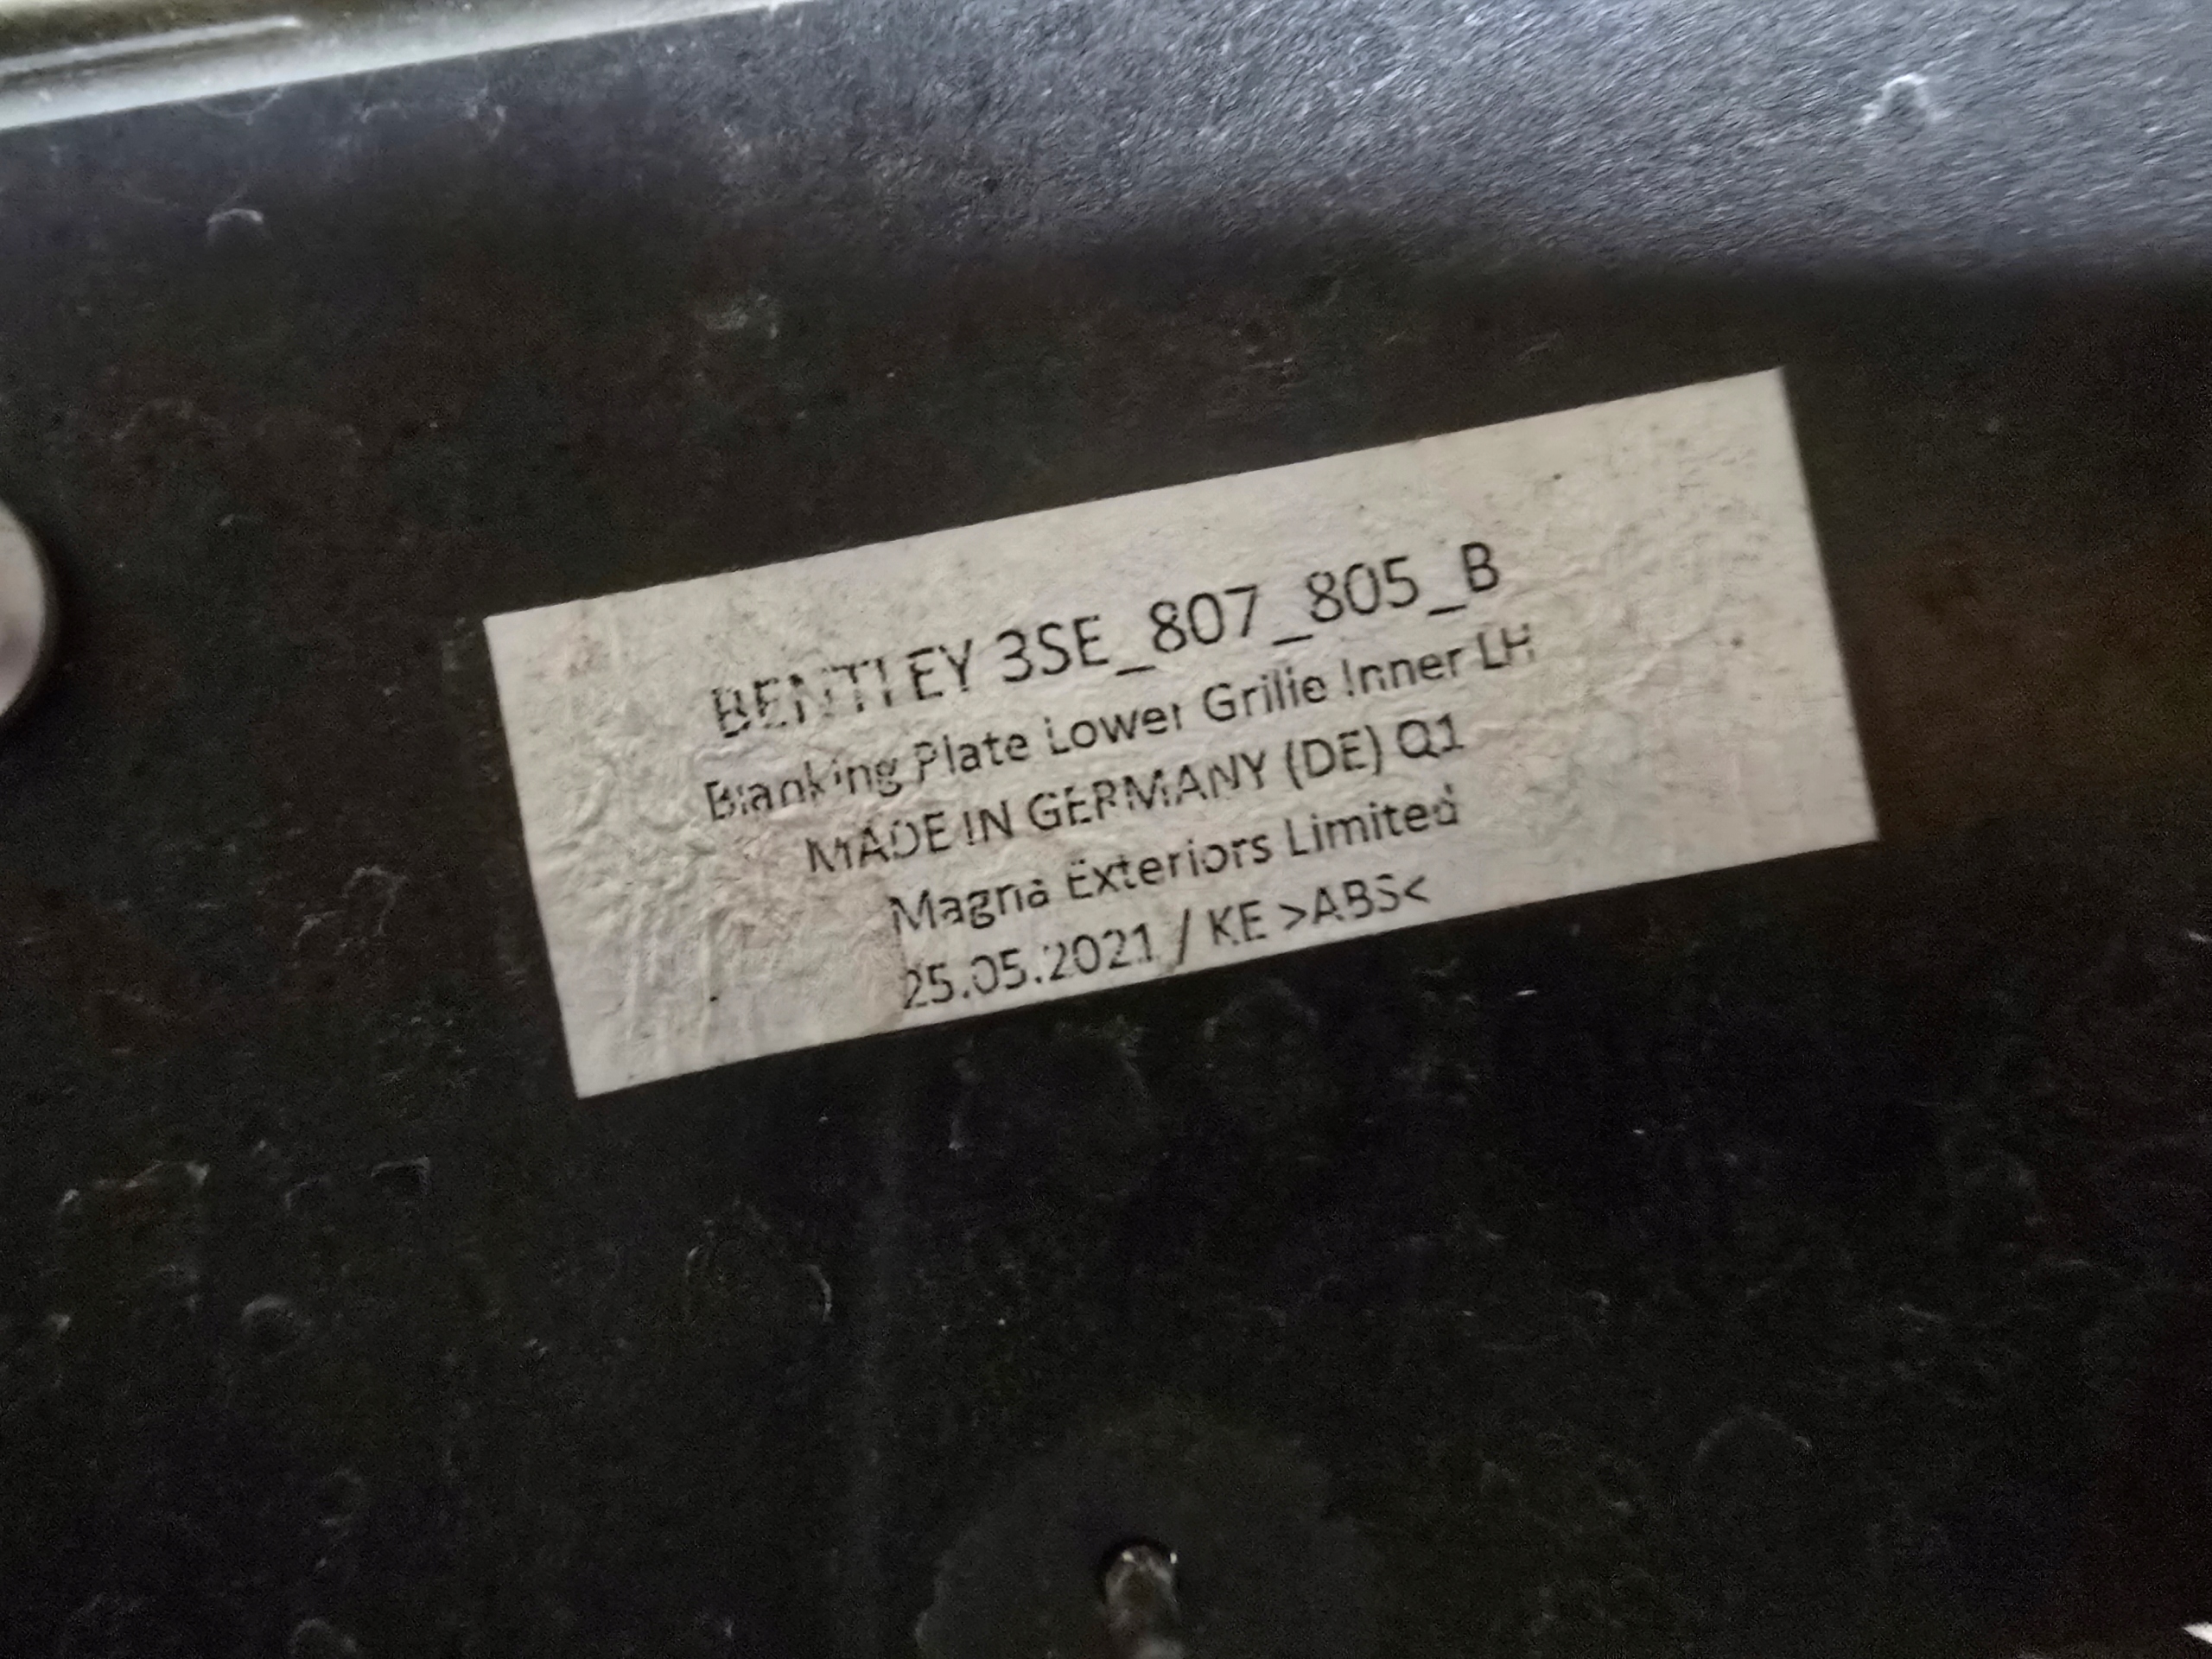 BENTLEY 3SE_807_805_B
Blanking Plate Lower Grille Inner LH
MADE IN GERMANY (DE) Q1
Magna Exteriors Limited
25.05.2021 / KE >ABS<